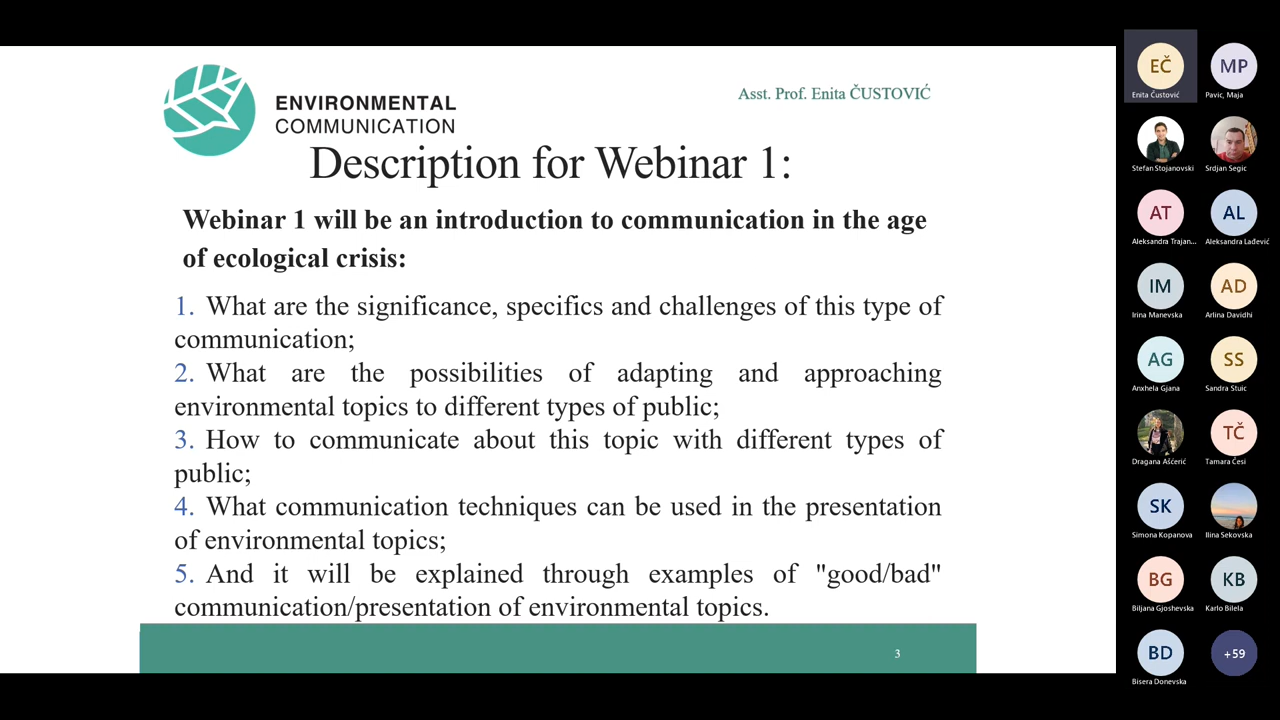 ENVIRONMENTAL
COMMUNICATION
Asst. Prof. Enita ČUSTOVIĆ
Description for Webinar 1:
Webinar 1 will be an introduction to communication in the age
of ecological crisis:
1. What are the significance, specifics and challenges of this type of
communication;
2. What are the possibilities of adapting and approaching
environmental topics to different types of public;
3. How to communicate about this topic with different types of
public;
4. What communication techniques can be used in the presentation
of environmental topics;
5. And it will be explained through examples of "good/bad"
communication/presentation of environmental topics.
3
EČ
Enita Čustović
MP
Pavic, Maja
Stefan Stojanovski
Srdjan Segic
AT
Aleksandra Trajan...
AL
Aleksandra Lađević
IM
Irina Manevska
AD
Arlina Davidhi
AG
Anxhela Gjana
SS
Sandra Stuic
Dragana Ašćerić
TČ
Tamara Česi
SK
Simona Kopanova
Ilina Sekovska
BG
Biljana Gjoshevska
KB
Karlo Bilela
BD
Bisera Donevska
+59